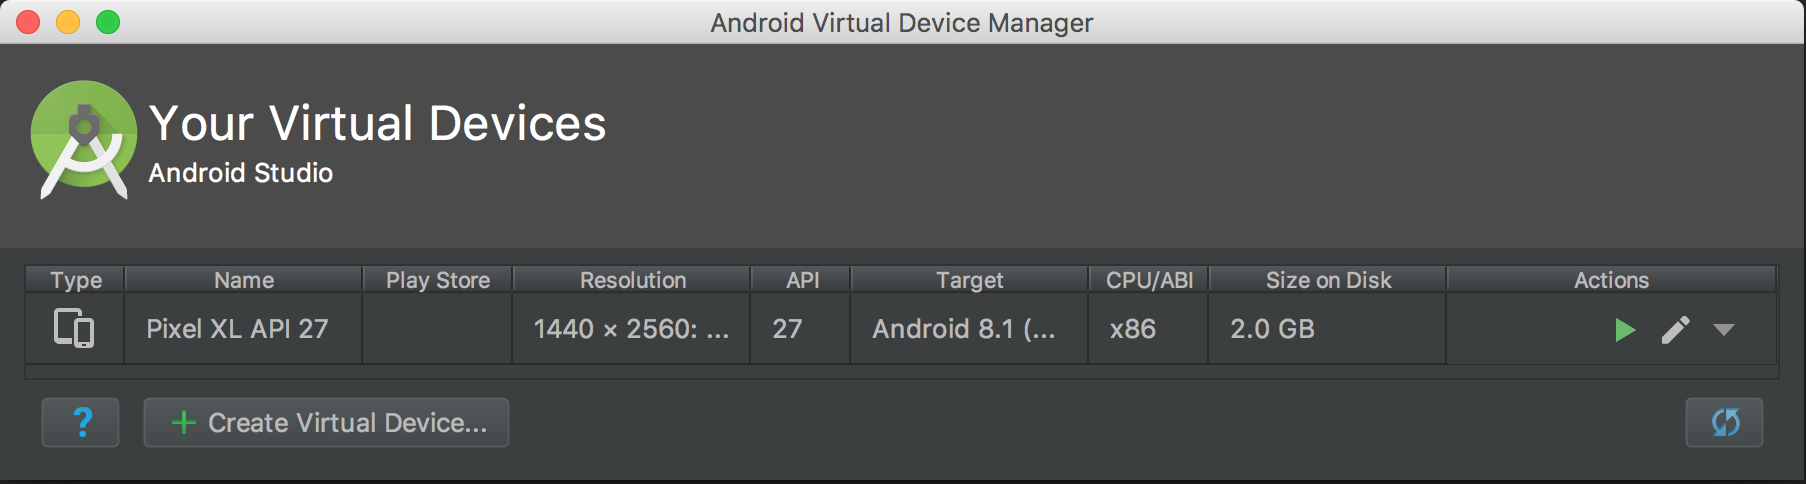 Android Virtual Device Manager
Your Virtual Devices
Android Studio
Type Name Play Store Resolution API Target CPU/ABI Size on Disk Actions
Pixel XL API 27 1440 × 2560: ... 27 Android 8.1 (... x86 2.0 GB
? Create Virtual Device...